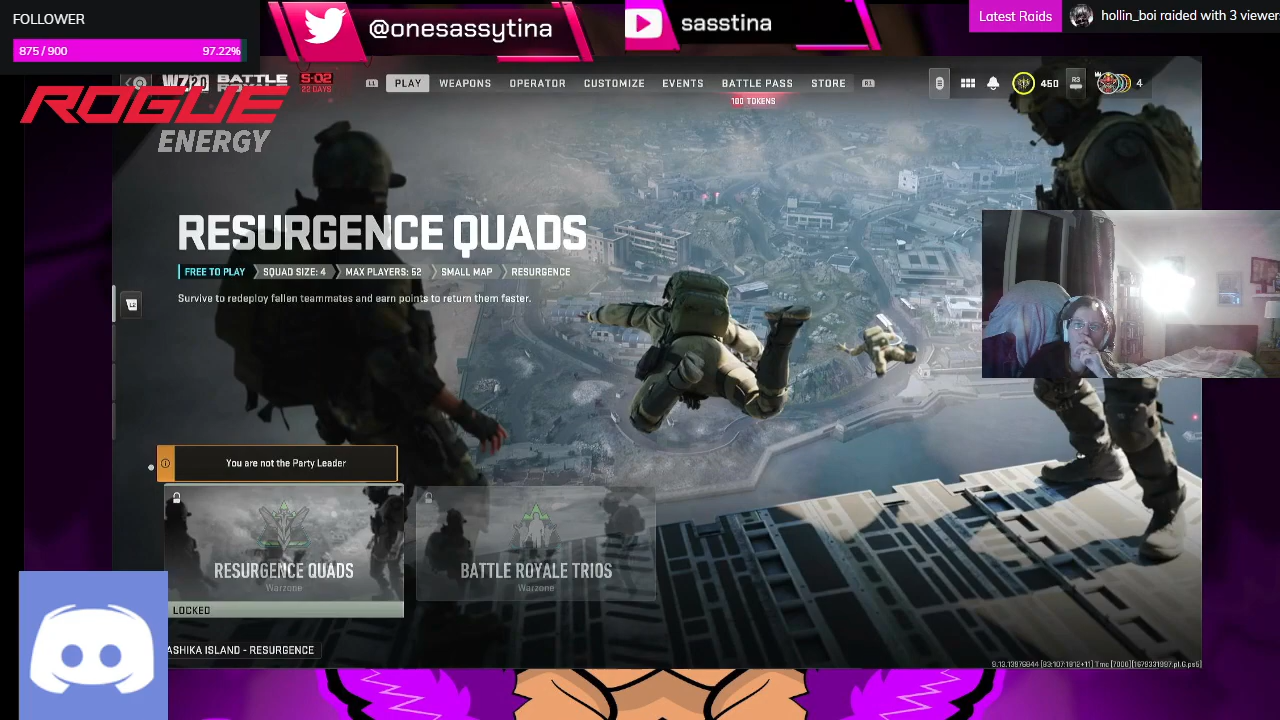 FOLLOWER
875 / 900 97.22%
@onesassytina
sasstina
Latest Raids
hollin_boi raided with 3 viewer
BATTLE
S-02
22 DAYS
PLAY
WEAPONS
OPERATOR
CUSTOMIZE
EVENTS
BATTLE PASS
STORE
100 TOKENS
450
R3
4
ROGUE
ENERGY
RESURGENCE QUADS
FREE TO PLAY
SQUAD SIZE: 4
MAX PLAYERS: 52
SMALL MAP
RESURGENCE
Survive to redeploy fallen teammates and earn points to return them faster.
You are not the Party Leader
RESURGENCE QUADS
Warzone
LOCKED
BATTLE ROYALE TRIOS
Warzone
ASHIKA ISLAND - RESURGENCE